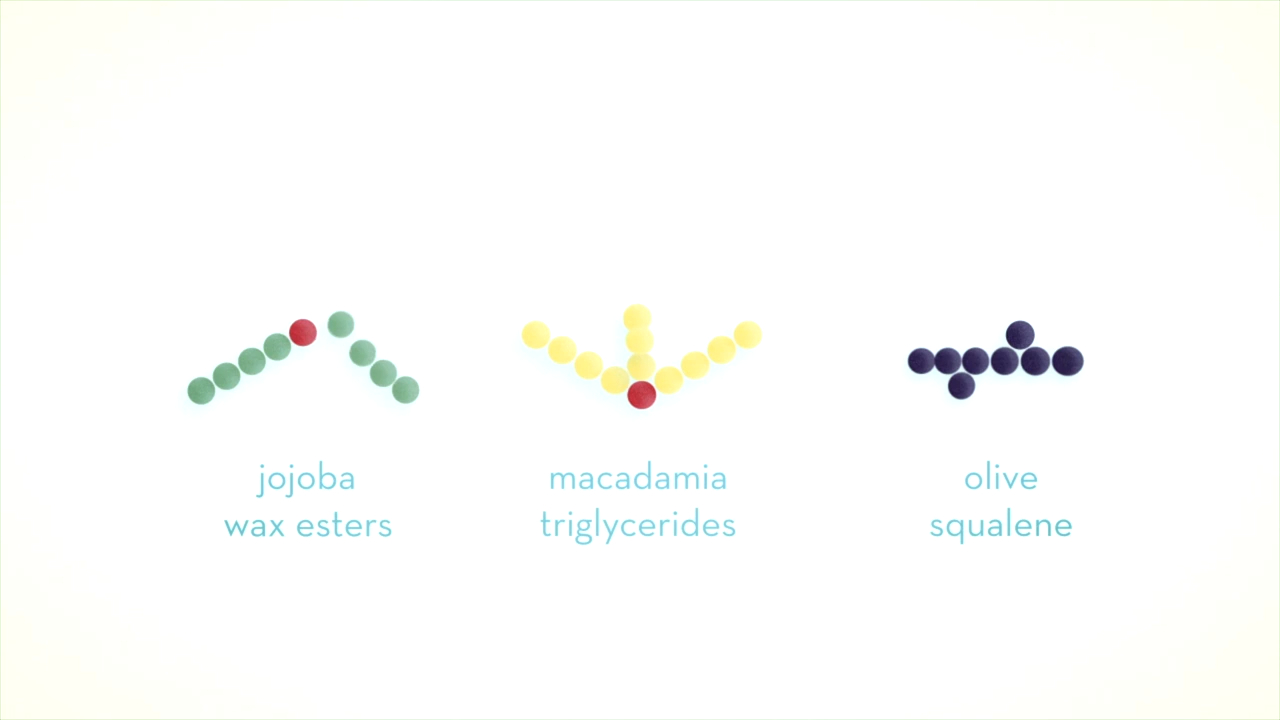 jojoba
wax esters
macadamia
triglycerides
olive
squalene